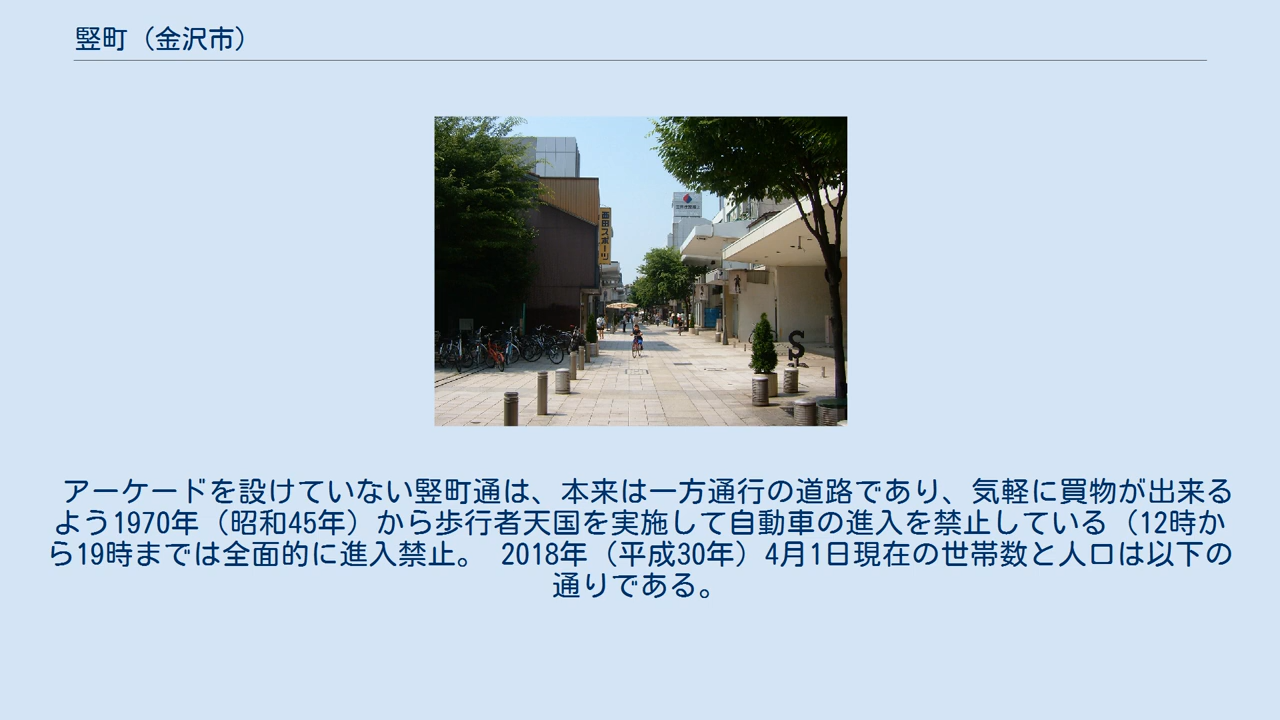 竪町（金沢市）
西田スポーツ
S
アーケードを設けていない竪町通は、本来は一方通行の道路であり、気軽に買物が出来る
よう1970年（昭和45年）から歩行者天国を実施して自動車の進入を禁止している（12時か
ら19時までは全面的に進入禁止。 2018年（平成30年）4月1日現在の世帯数と人口は以下の
通りである。